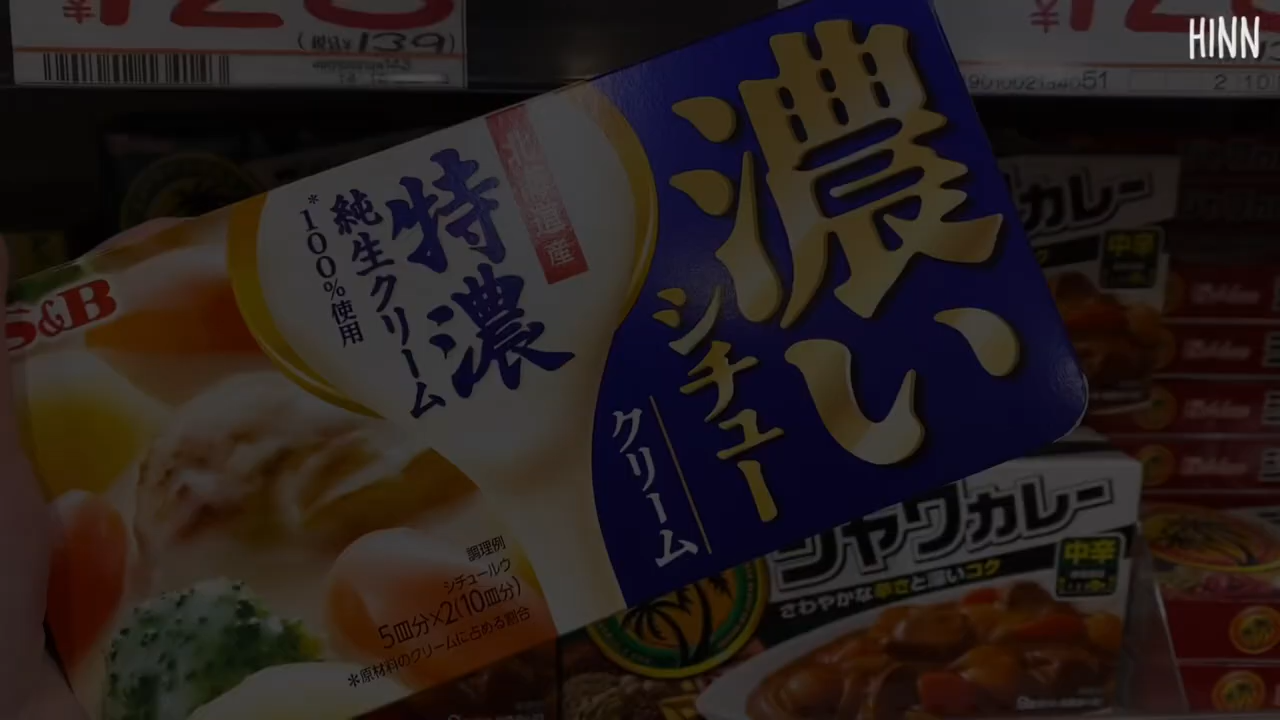 HINN
(税込¥139)
51
2 10
S&B
濃い
シチュー
クリーム
北海道産
特濃
純生クリーム
*100%使用
調理例
シチュールウ
5皿分×2(10皿分)
*原材料のクリームに占める割合
カレー
中辛
ジャワカレー
中辛
さわやかな辛さと深いコク